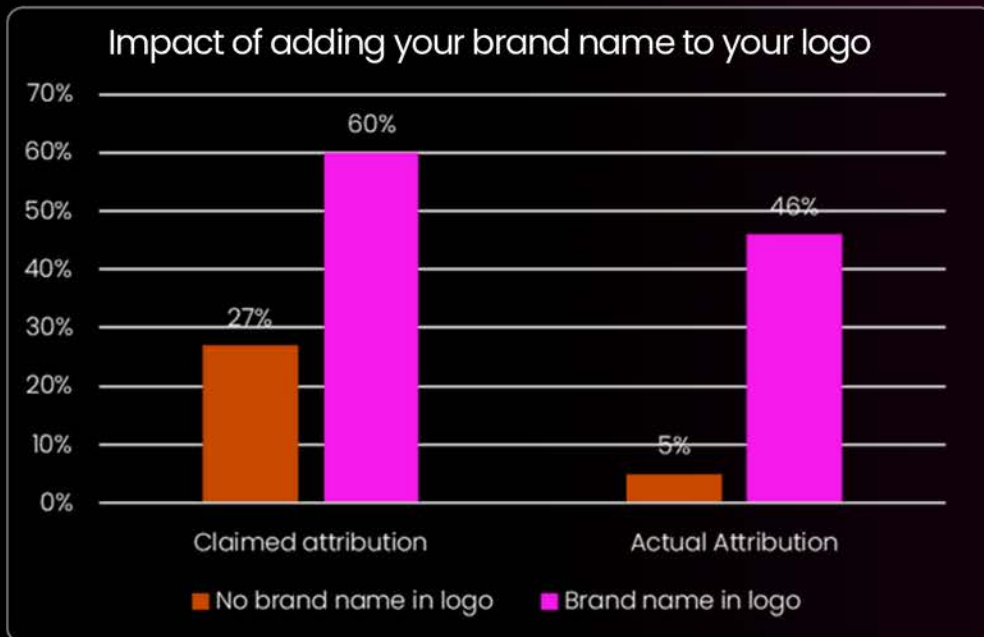 Impact of adding your brand name to your logo
70%
60%
50%
40%
30%
20%
10%
0%
27%
60%
5%
46%
Claimed attribution
Actual Attribution
No brand name in logo
Brand name in logo